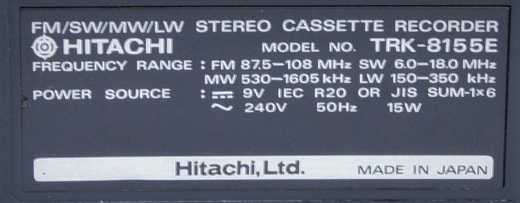 FM/SW/MW/LW STEREO CASSETTE RECORDER
HITACHI MODEL NO. TRK-8155E
FREQUENCY RANGE : FM 87.5–108 MHz SW 6.0–18.0 MHz
MW 530–1605 kHz LW 150–350 kHz
POWER SOURCE : ⎓ 9V IEC R20 OR JIS SUM-1×6
～ 240V 50Hz 15W
Hitachi, Ltd. MADE IN JAPAN